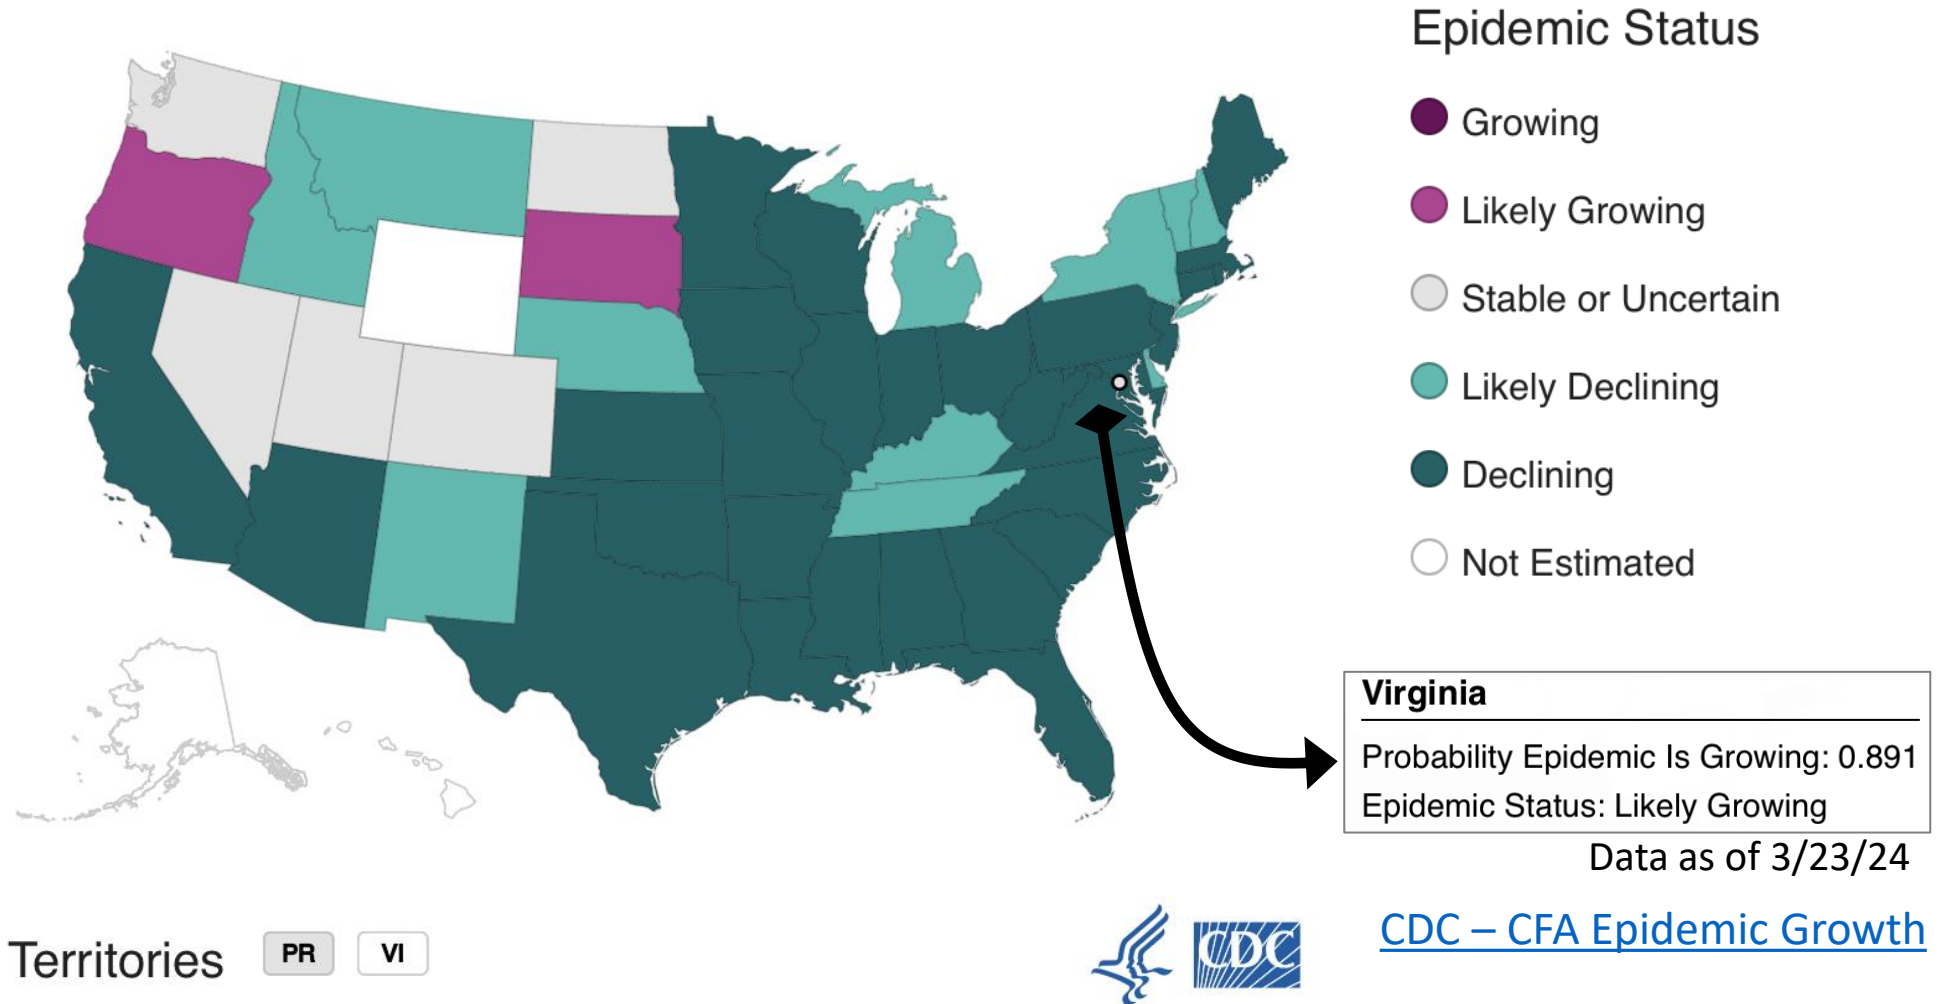 Epidemic Status
Growing
Likely Growing
Stable or Uncertain
Likely Declining
Declining
Not Estimated
Virginia
Probability Epidemic Is Growing: 0.891
Epidemic Status: Likely Growing
Data as of 3/23/24
Territories PR VI
CDC
CDC – CFA Epidemic Growth